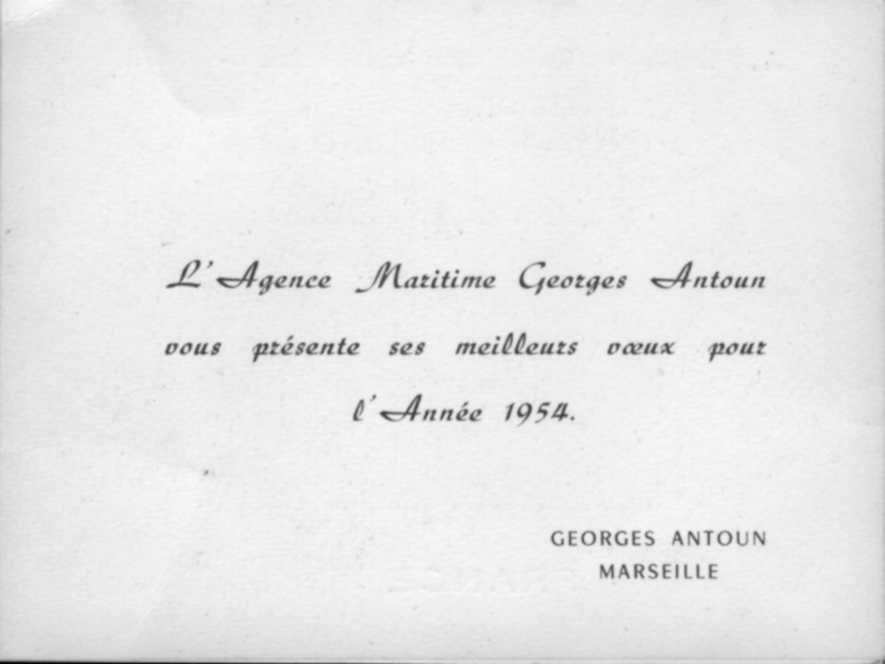 L'Agence Maritime Georges Antoun
vous présente ses meilleurs vœux pour
l'Année 1954.
GEORGES ANTOUN
MARSEILLE